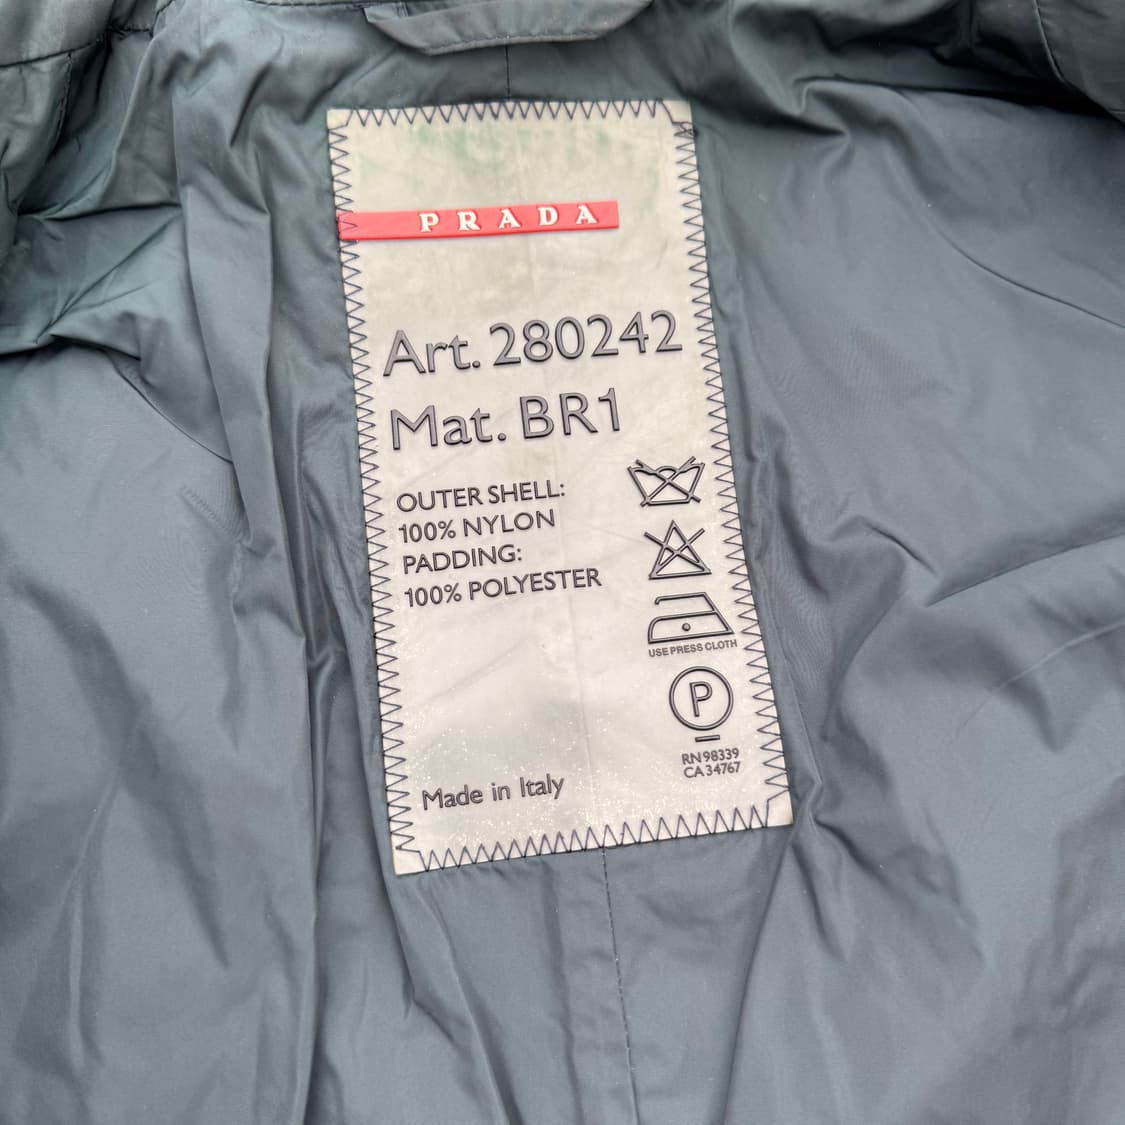 PRADA
Art. 280242
Mat. BR1
OUTER SHELL:
100% NYLON
PADDING:
100% POLYESTER
USE PRESS CLOTH
P
RN 98339
CA 34767
Made in Italy